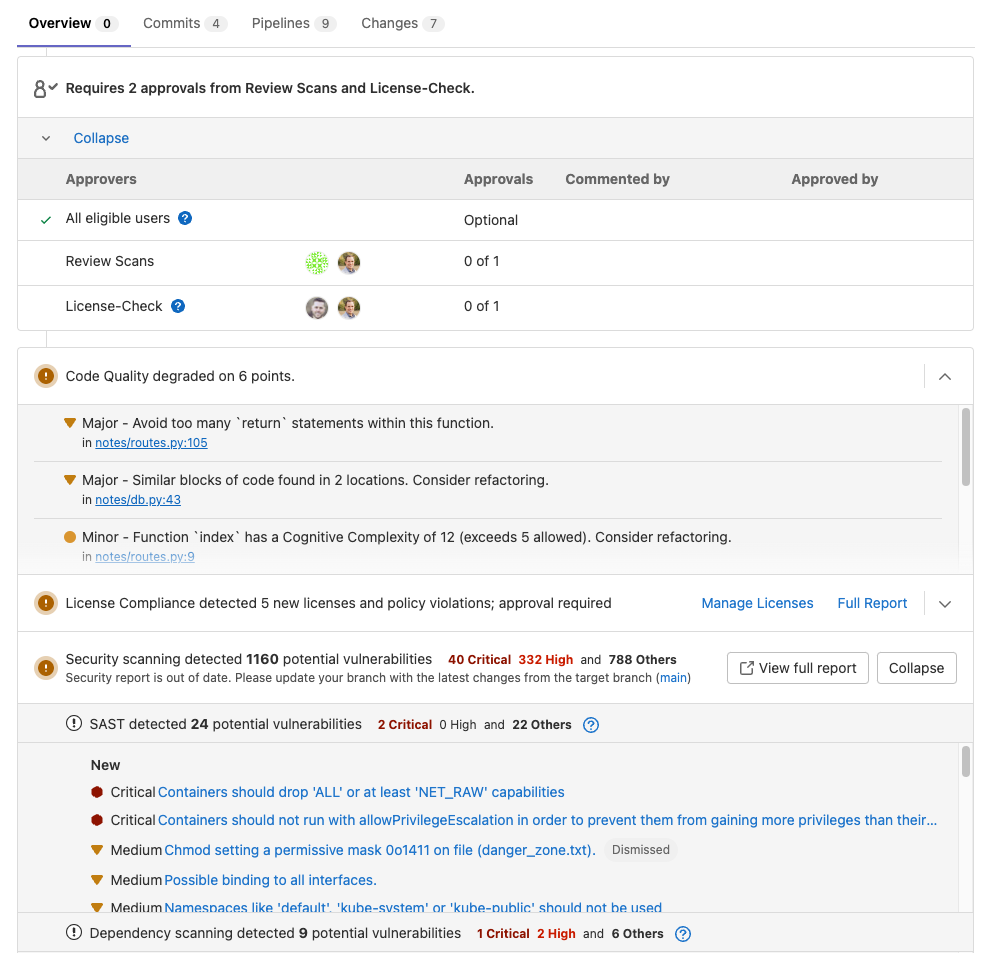 Overview 0 Commits 4 Pipelines 9 Changes 7
Requires 2 approvals from Review Scans and License-Check.
Collapse
Approvers Approvals Commented by Approved by
All eligible users ? Optional
Review Scans 0 of 1
License-Check ? 0 of 1
Code Quality degraded on 6 points.
Major - Avoid too many `return` statements within this function.
in notes/routes.py:105
Major - Similar blocks of code found in 2 locations. Consider refactoring.
in notes/db.py:43
Minor - Function `index` has a Cognitive Complexity of 12 (exceeds 5 allowed). Consider refactoring.
in notes/routes.py:9
License Compliance detected 5 new licenses and policy violations; approval required Manage Licenses Full Report
Security scanning detected 1160 potential vulnerabilities 40 Critical 332 High and 788 Others
Security report is out of date. Please update your branch with the latest changes from the target branch (main)
View full report Collapse
SAST detected 24 potential vulnerabilities 2 Critical 0 High and 22 Others ?
New
Critical Containers should drop 'ALL' or at least 'NET_RAW' capabilities
Critical Containers should not run with allowPrivilegeEscalation in order to prevent them from gaining more privileges than their...
Medium Chmod setting a permissive mask 0o1411 on file (danger_zone.txt). Dismissed
Medium Possible binding to all interfaces.
Medium Namespaces like 'default', 'kube-system' or 'kube-public' should not be used
Dependency scanning detected 9 potential vulnerabilities 1 Critical 2 High and 6 Others ?